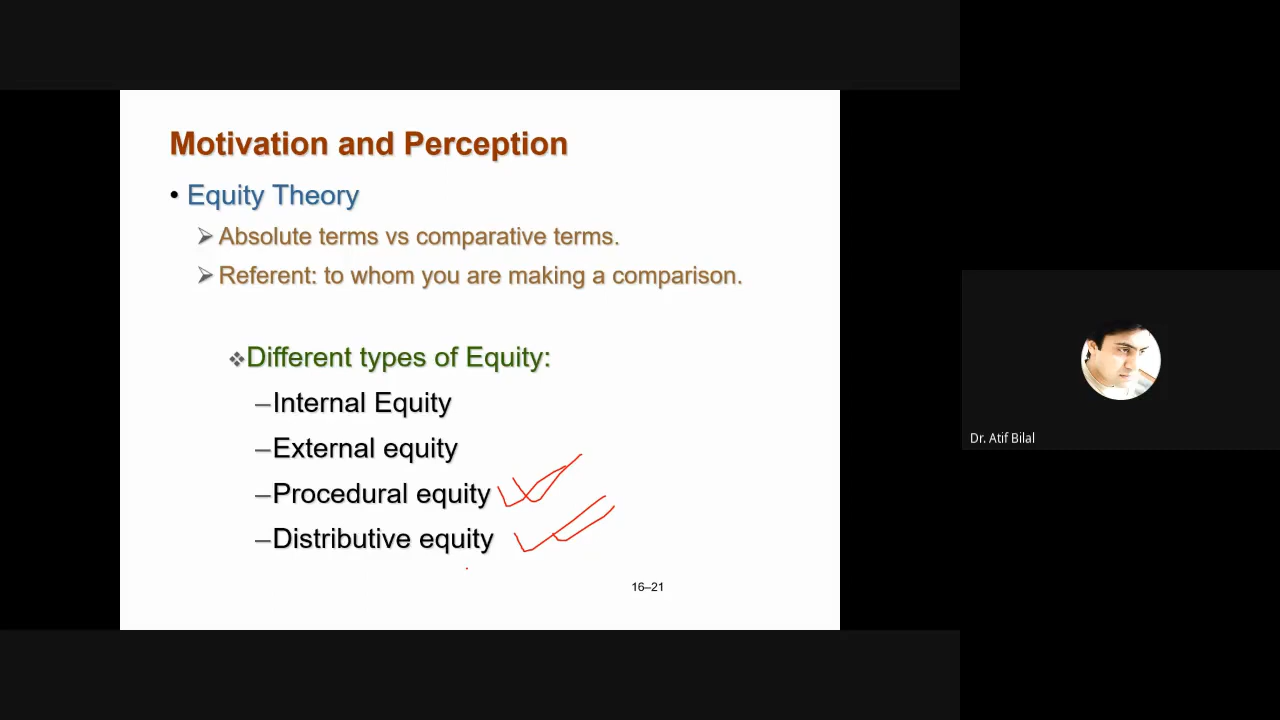 Motivation and Perception
• Equity Theory
➢ Absolute terms vs comparative terms.
➢ Referent: to whom you are making a comparison.
❖Different types of Equity:
–Internal Equity
–External equity
–Procedural equity
–Distributive equity
16–21
Dr. Atif Bilal